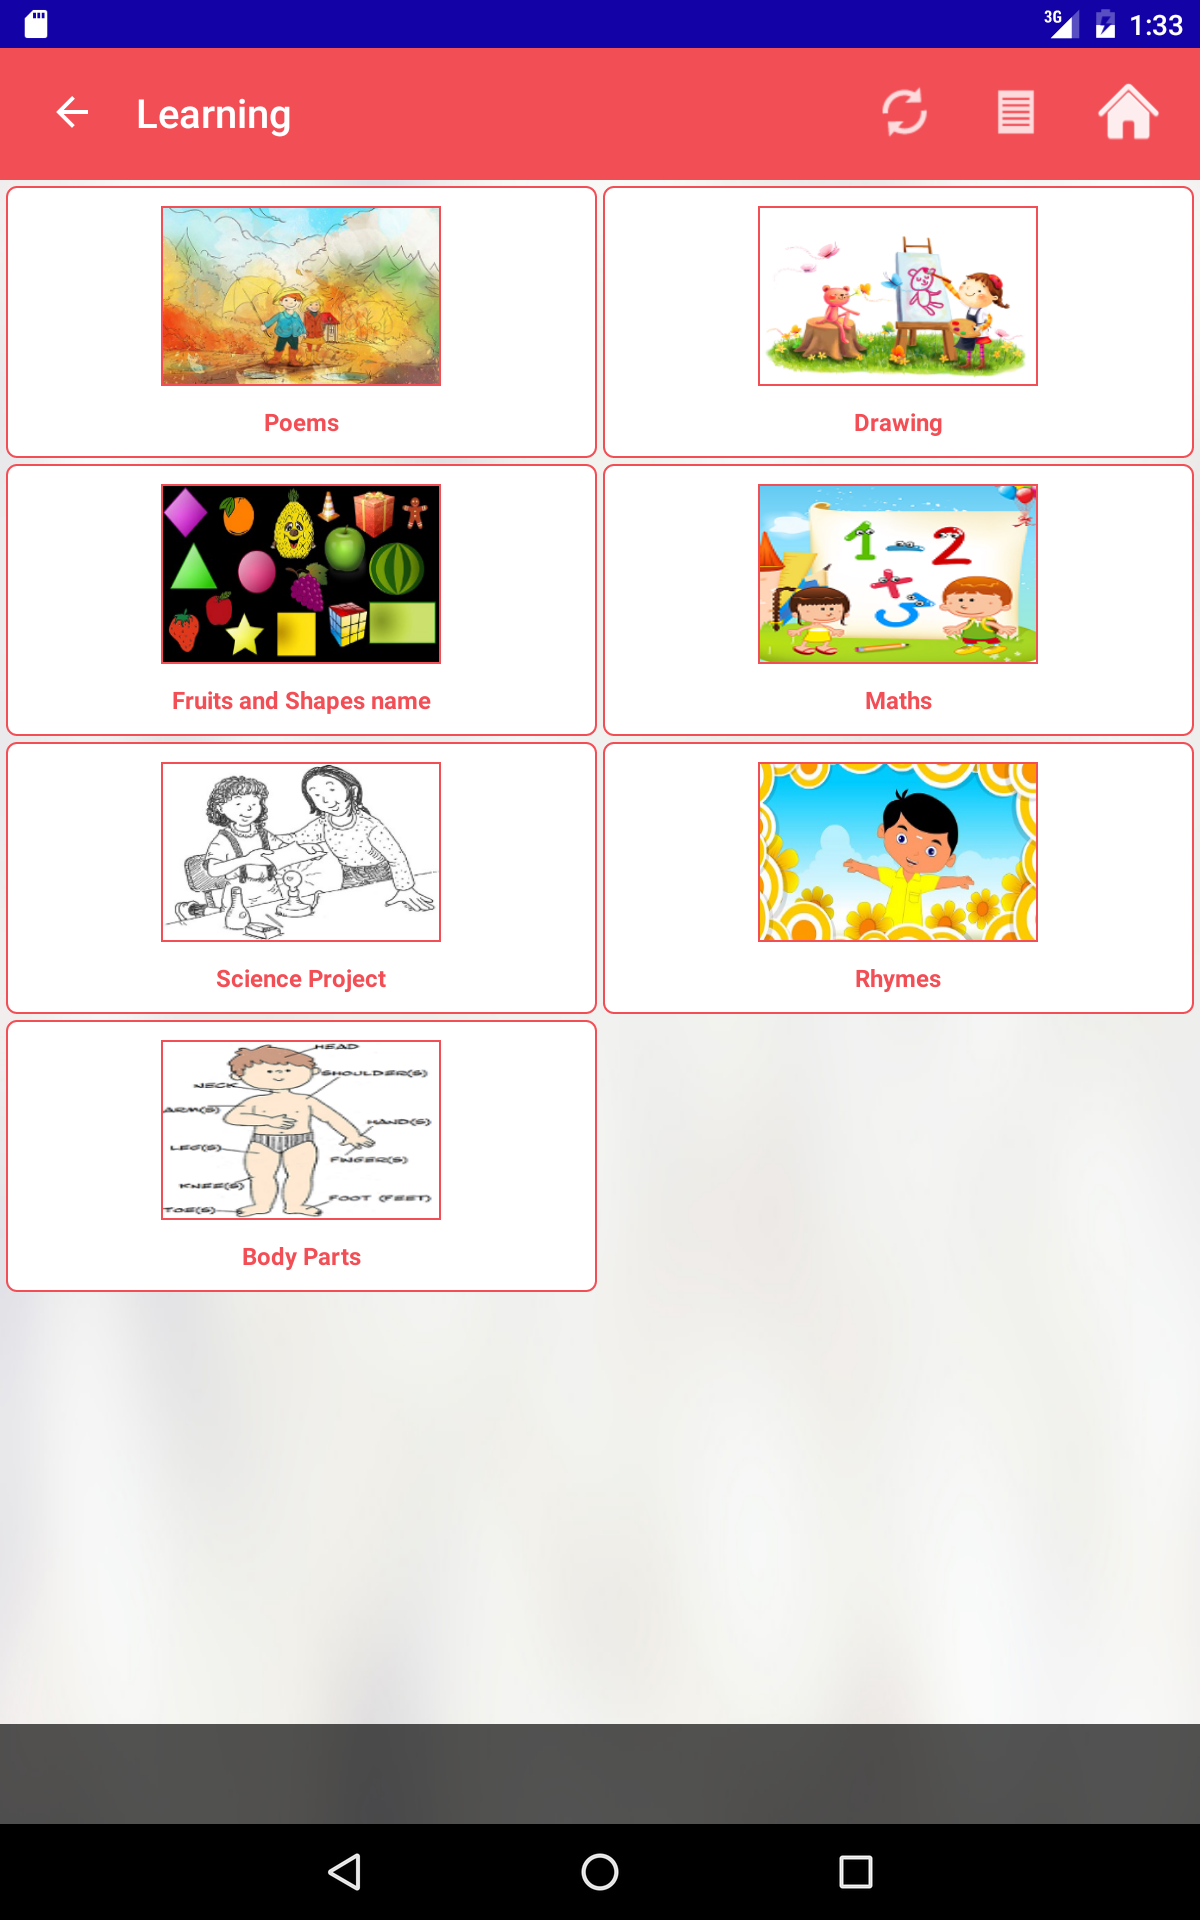 3G 1:33
Learning
Poems
Drawing
1 - 2
+ 3
Fruits and Shapes name
Maths
Science Project
Rhymes
HEAD
SHOULDER(S)
NECK
ARM(S)
HAND(S)
LEG(S)
FINGER(S)
KNEE(S)
FOOT (FEET)
TOE(S)
Body Parts